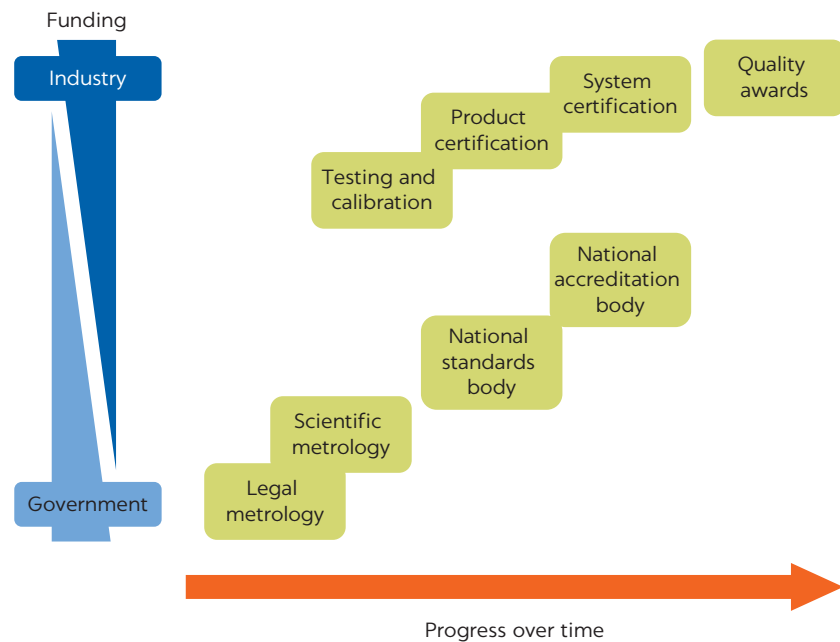 Funding
Industry
Quality
awards
System
certification
Product
certification
Testing and
calibration
National
accreditation
body
National
standards
body
Scientific
metrology
Legal
metrology
Government
Progress over time